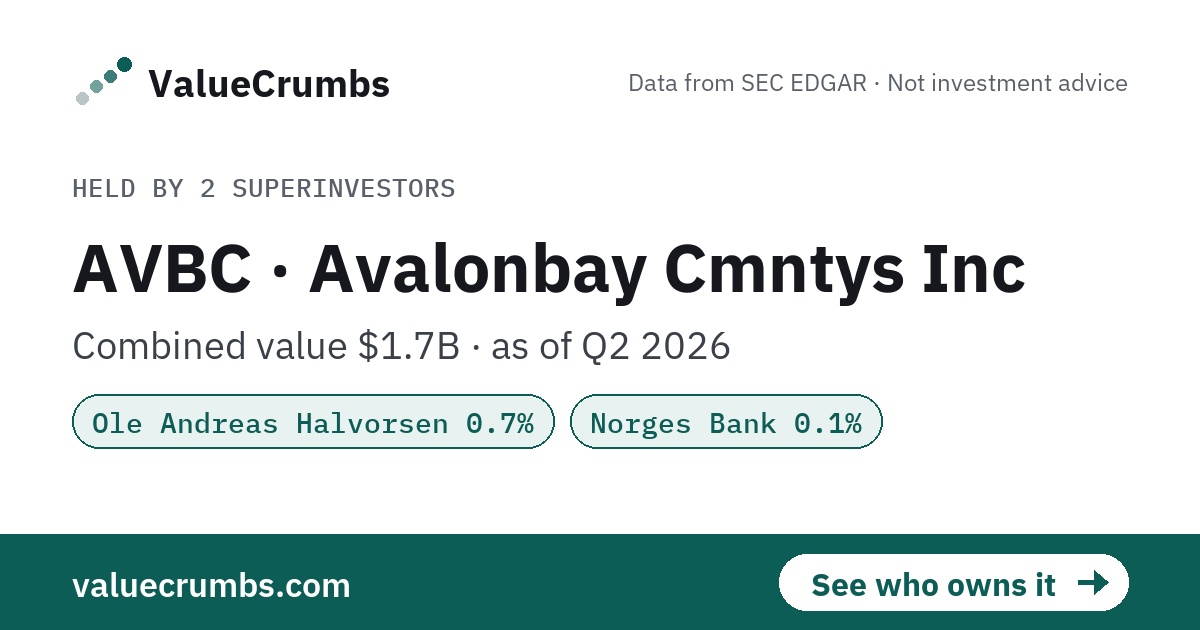 ValueCrumbs
Data from SEC EDGAR · Not investment advice
HELD BY 2 SUPERINVESTORS
AVBC · Avalonbay Cmntys Inc
Combined value $1.7B · as of Q2 2026
Ole Andreas Halvorsen 0.7%
Norges Bank 0.1%
valuecrumbs.com
See who owns it